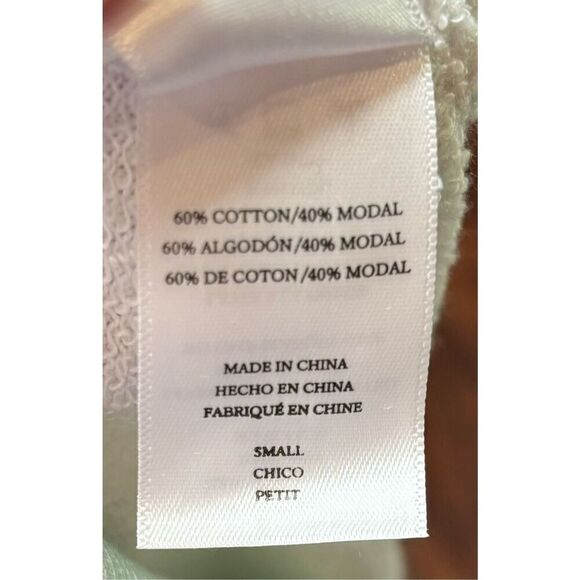 60% COTTON/40% MODAL
60% ALGODÓN/40% MODAL
60% DE COTON/40% MODAL
MADE IN CHINA
HECHO EN CHINA
FABRIQUÉ EN CHINE
SMALL
CHICO
PETIT